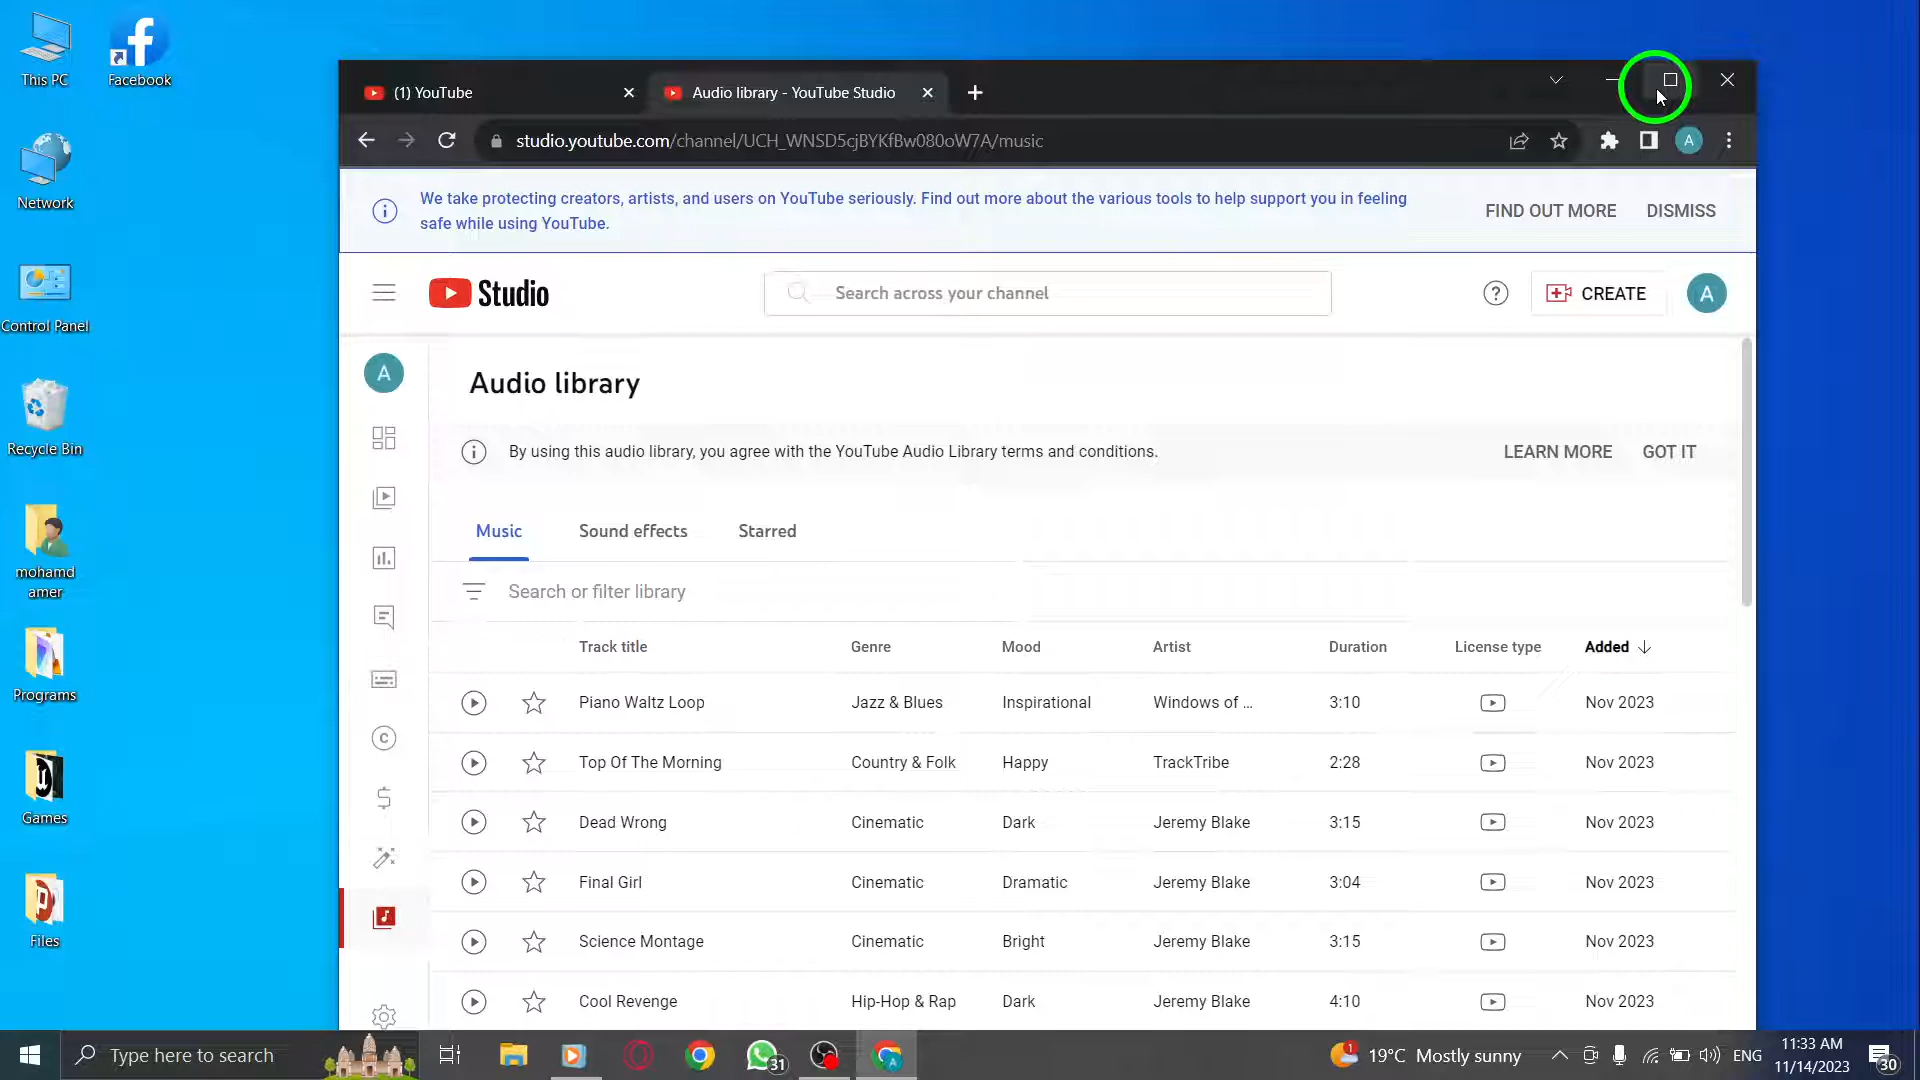 This PC
Facebook
Network
Control Panel
Recycle Bin
mohamd
amer
Programs
Games
Files
(1) YouTube
Audio library - YouTube Studio
studio.youtube.com/channel/UCH_WNSD5cjBYKfBw080oW7A/music
A
We take protecting creators, artists, and users on YouTube seriously. Find out more about the various tools to help support you in feeling
safe while using YouTube.
FIND OUT MORE DISMISS
Studio
Search across your channel
CREATE
A
A
Audio library
By using this audio library, you agree with the YouTube Audio Library terms and conditions.
LEARN MORE GOT IT
Music Sound effects Starred
Search or filter library
Track title Genre Mood Artist Duration License type Added
Piano Waltz Loop Jazz & Blues Inspirational Windows of ... 3:10 Nov 2023
Top Of The Morning Country & Folk Happy TrackTribe 2:28 Nov 2023
Dead Wrong Cinematic Dark Jeremy Blake 3:15 Nov 2023
Final Girl Cinematic Dramatic Jeremy Blake 3:04 Nov 2023
Science Montage Cinematic Bright Jeremy Blake 3:15 Nov 2023
Cool Revenge Hip-Hop & Rap Dark Jeremy Blake 4:10 Nov 2023
Type here to search
31
1
19°C Mostly sunny
ENG
11:33 AM
11/14/2023
30